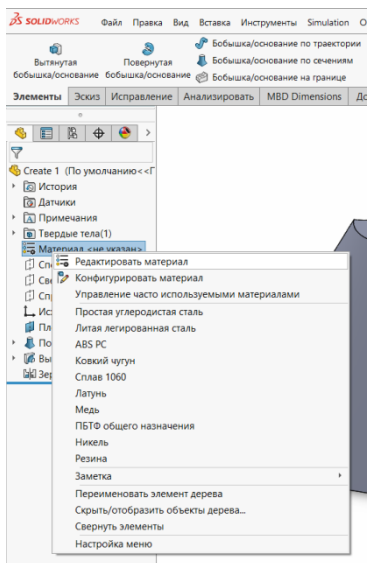 SOLIDWORKS Файл Правка Вид Вставка Инструменты Simulation
Вытянутая бобышка/основание
Повернутая бобышка/основание
Бобышка/основание по траектории
Бобышка/основание по сечениям
Бобышка/основание на границе
Элементы Эскиз Исправление Анализировать MBD Dimensions
Create 1 (По умолчанию<<Г
История
Датчики
Примечания
Твердые тела(1)
Материал <не указан>
Редактировать материал
Конфигурировать материал
Управление часто используемыми материалами
Простая углеродистая сталь
Литая легированная сталь
ABS PC
Ковкий чугун
Сплав 1060
Латунь
Медь
ПБТФ общего назначения
Никель
Резина
Заметка
Переименовать элемент дерева
Скрыть/отобразить объекты дерева...
Свернуть элементы
Настройка меню